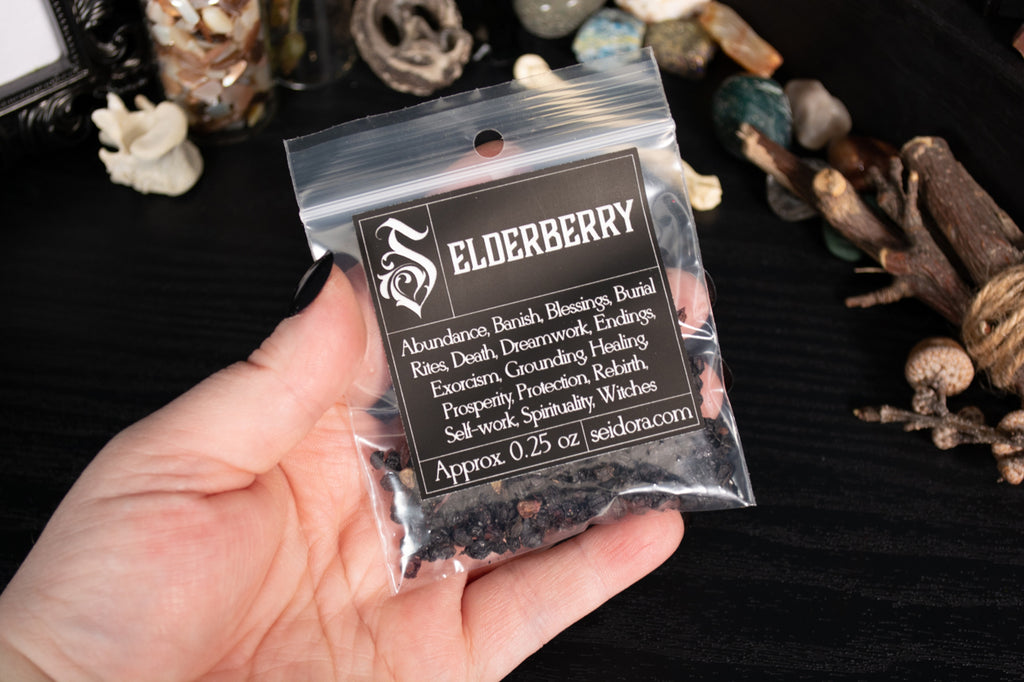 S ELDERBERRY
Abundance, Banish, Blessings, Burial
Rites, Death, Dreamwork, Endings,
Exorcism, Grounding, Healing,
Prosperity, Protection, Rebirth,
Self-work, Spirituality, Witches
Approx. 0.25 oz seidora.com